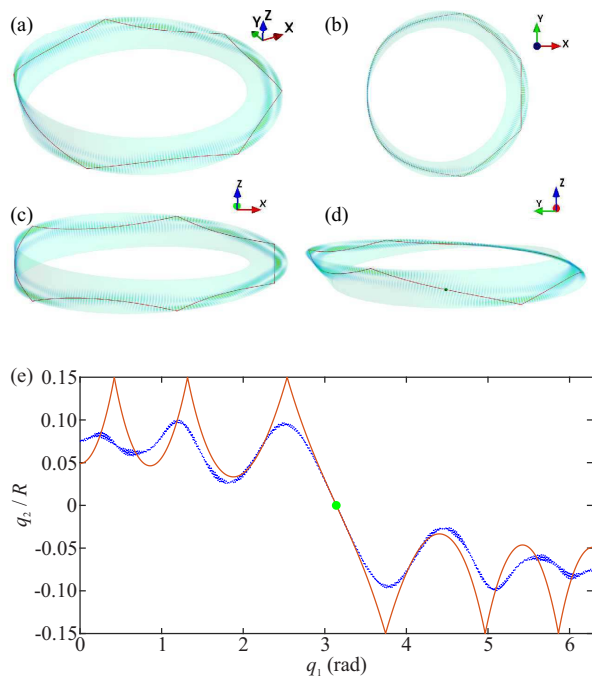 (a)
Y Z X
(b)
Y
X
(c)
Z
X
(d)
Z
Y
(e)
0.15
0.10
0.05
0
-0.05
-0.10
-0.15
q₂ / R
0 1 2 3 4 5 6
q₁ (rad)